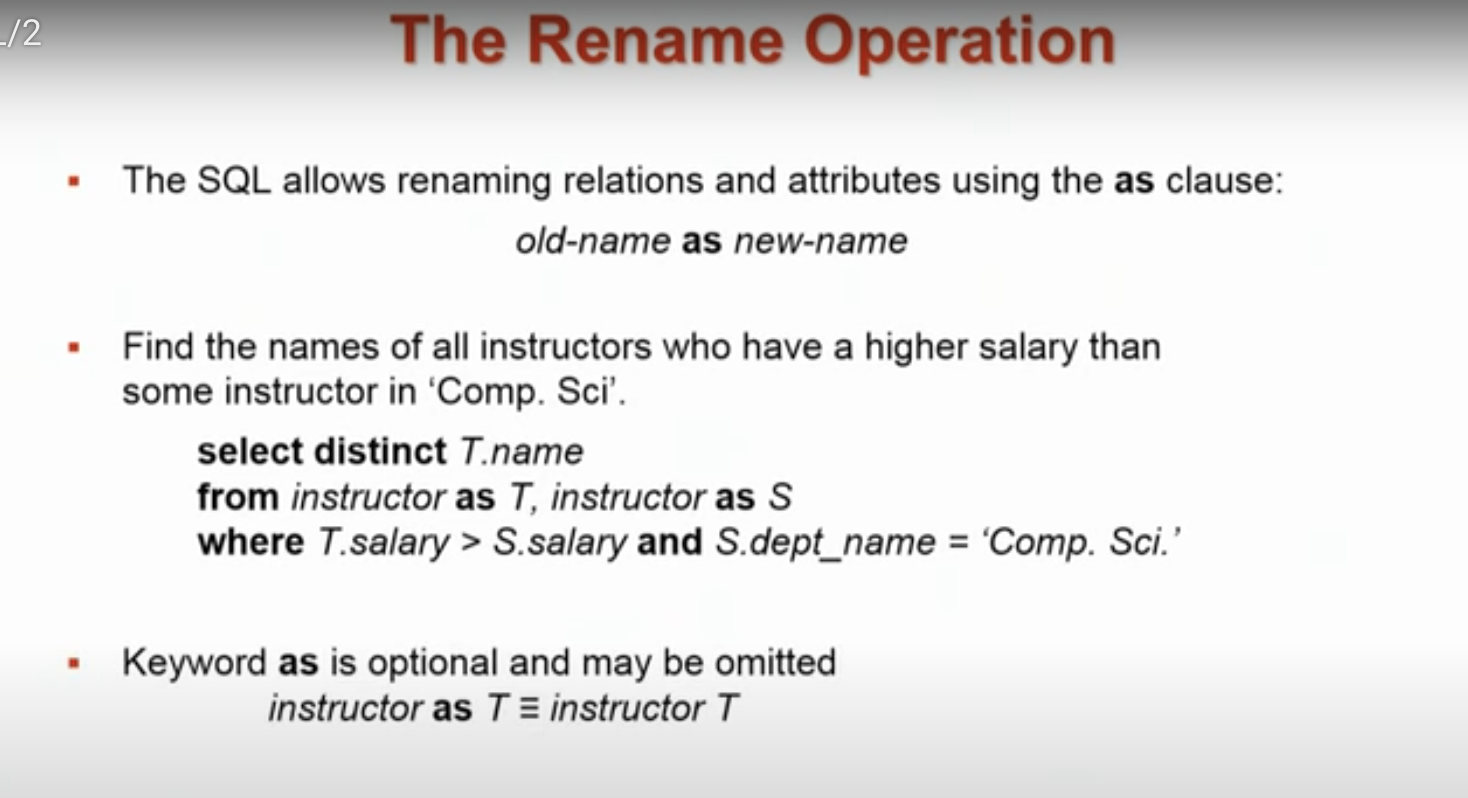 /2
The Rename Operation
▪ The SQL allows renaming relations and attributes using the as clause:
old-name as new-name
▪ Find the names of all instructors who have a higher salary than
some instructor in ‘Comp. Sci’.
select distinct T.name
from instructor as T, instructor as S
where T.salary > S.salary and S.dept_name = ‘Comp. Sci.’
▪ Keyword as is optional and may be omitted
instructor as T ≡ instructor T